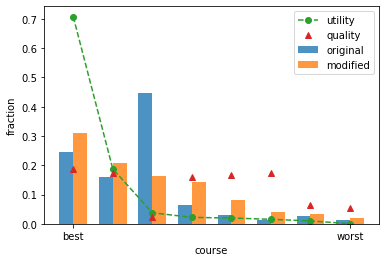 utility
quality
original
modified
0.7
0.6
0.5
0.4
0.3
0.2
0.1
0.0
fraction
best
worst
course